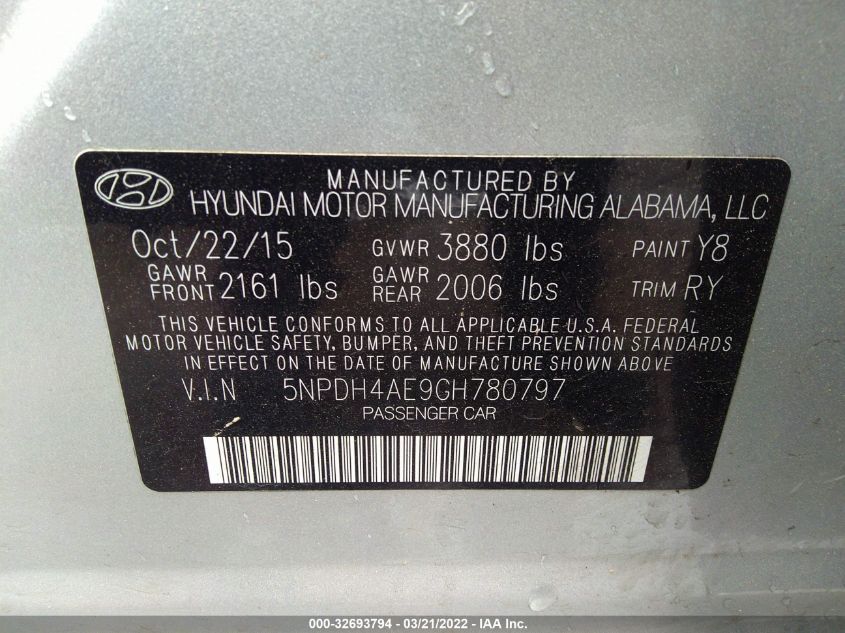 MANUFACTURED BY
HYUNDAI MOTOR MANUFACTURING ALABAMA, LLC
Oct/22/15 GVWR 3880 lbs PAINT Y8
GAWR FRONT 2161 lbs GAWR REAR 2006 lbs TRIM RY
THIS VEHICLE CONFORMS TO ALL APPLICABLE U.S.A. FEDERAL
MOTOR VEHICLE SAFETY, BUMPER, AND THEFT PREVENTION STANDARDS
IN EFFECT ON THE DATE OF MANUFACTURE SHOWN ABOVE
V.I.N 5NPDH4AE9GH780797
PASSENGER CAR
000-32693794 - 03/21/2022 - IAA Inc.